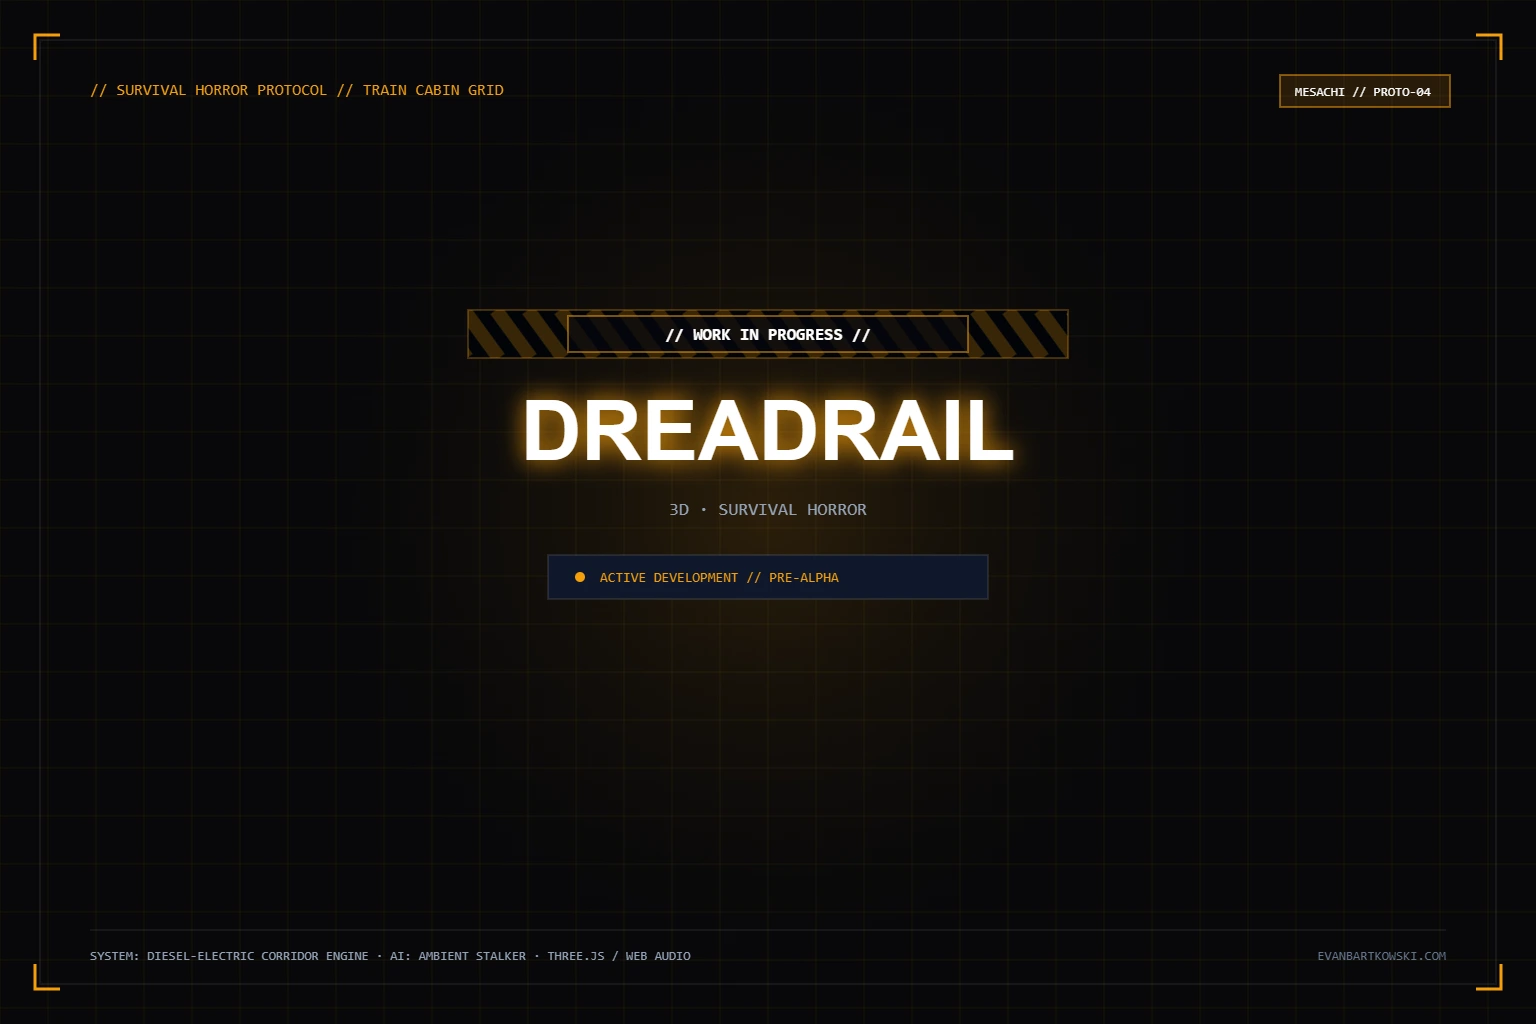 // SURVIVAL HORROR PROTOCOL // TRAIN CABIN GRID
MESACHI // PROTO-04
// WORK IN PROGRESS //
DREADRAIL
3D · SURVIVAL HORROR
ACTIVE DEVELOPMENT // PRE-ALPHA
SYSTEM: DIESEL-ELECTRIC CORRIDOR ENGINE · AI: AMBIENT STALKER · THREE.JS / WEB AUDIO
EVANBARTKOWSKI.COM